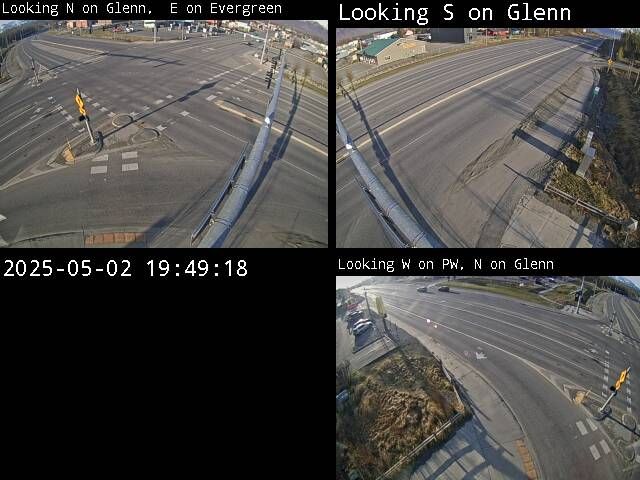 Looking N on Glenn, E on Evergreen
Looking S on Glenn
2025-05-02 19:49:18
Looking W on PW, N on Glenn